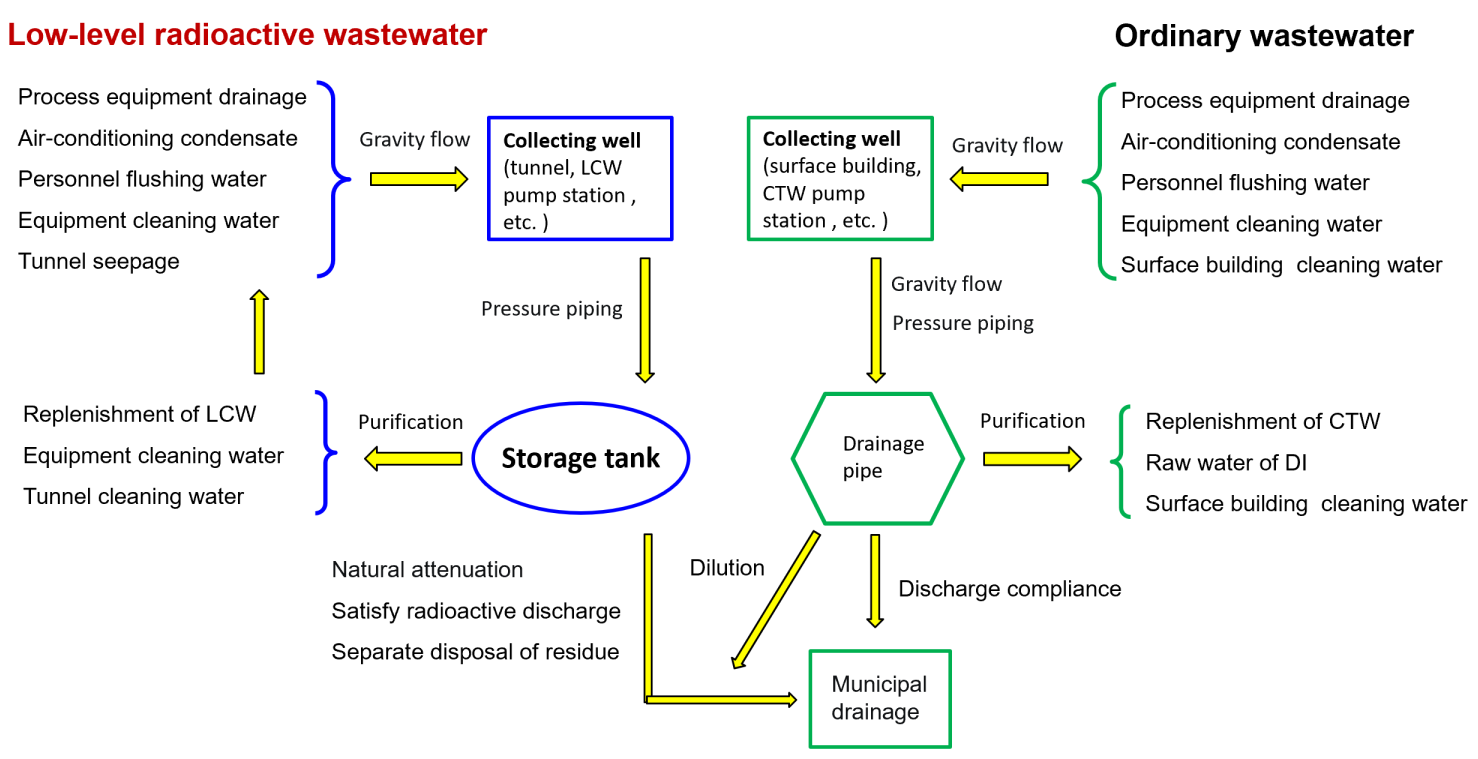 Low-level radioactive wastewater
Ordinary wastewater
Process equipment drainage
Air-conditioning condensate
Personnel flushing water
Equipment cleaning water
Tunnel seepage
Gravity flow
Collecting well
(tunnel, LCW
pump station ,
etc. )
Collecting well
(surface building,
CTW pump
station , etc. )
Gravity flow
Process equipment drainage
Air-conditioning condensate
Personnel flushing water
Equipment cleaning water
Surface building  cleaning water
Pressure piping
Gravity flow
Pressure piping
Replenishment of LCW
Equipment cleaning water
Tunnel cleaning water
Purification
Storage tank
Drainage
pipe
Purification
Replenishment of CTW
Raw water of DI
Surface building  cleaning water
Natural attenuation
Satisfy radioactive discharge
Separate disposal of residue
Dilution
Discharge compliance
Municipal
drainage